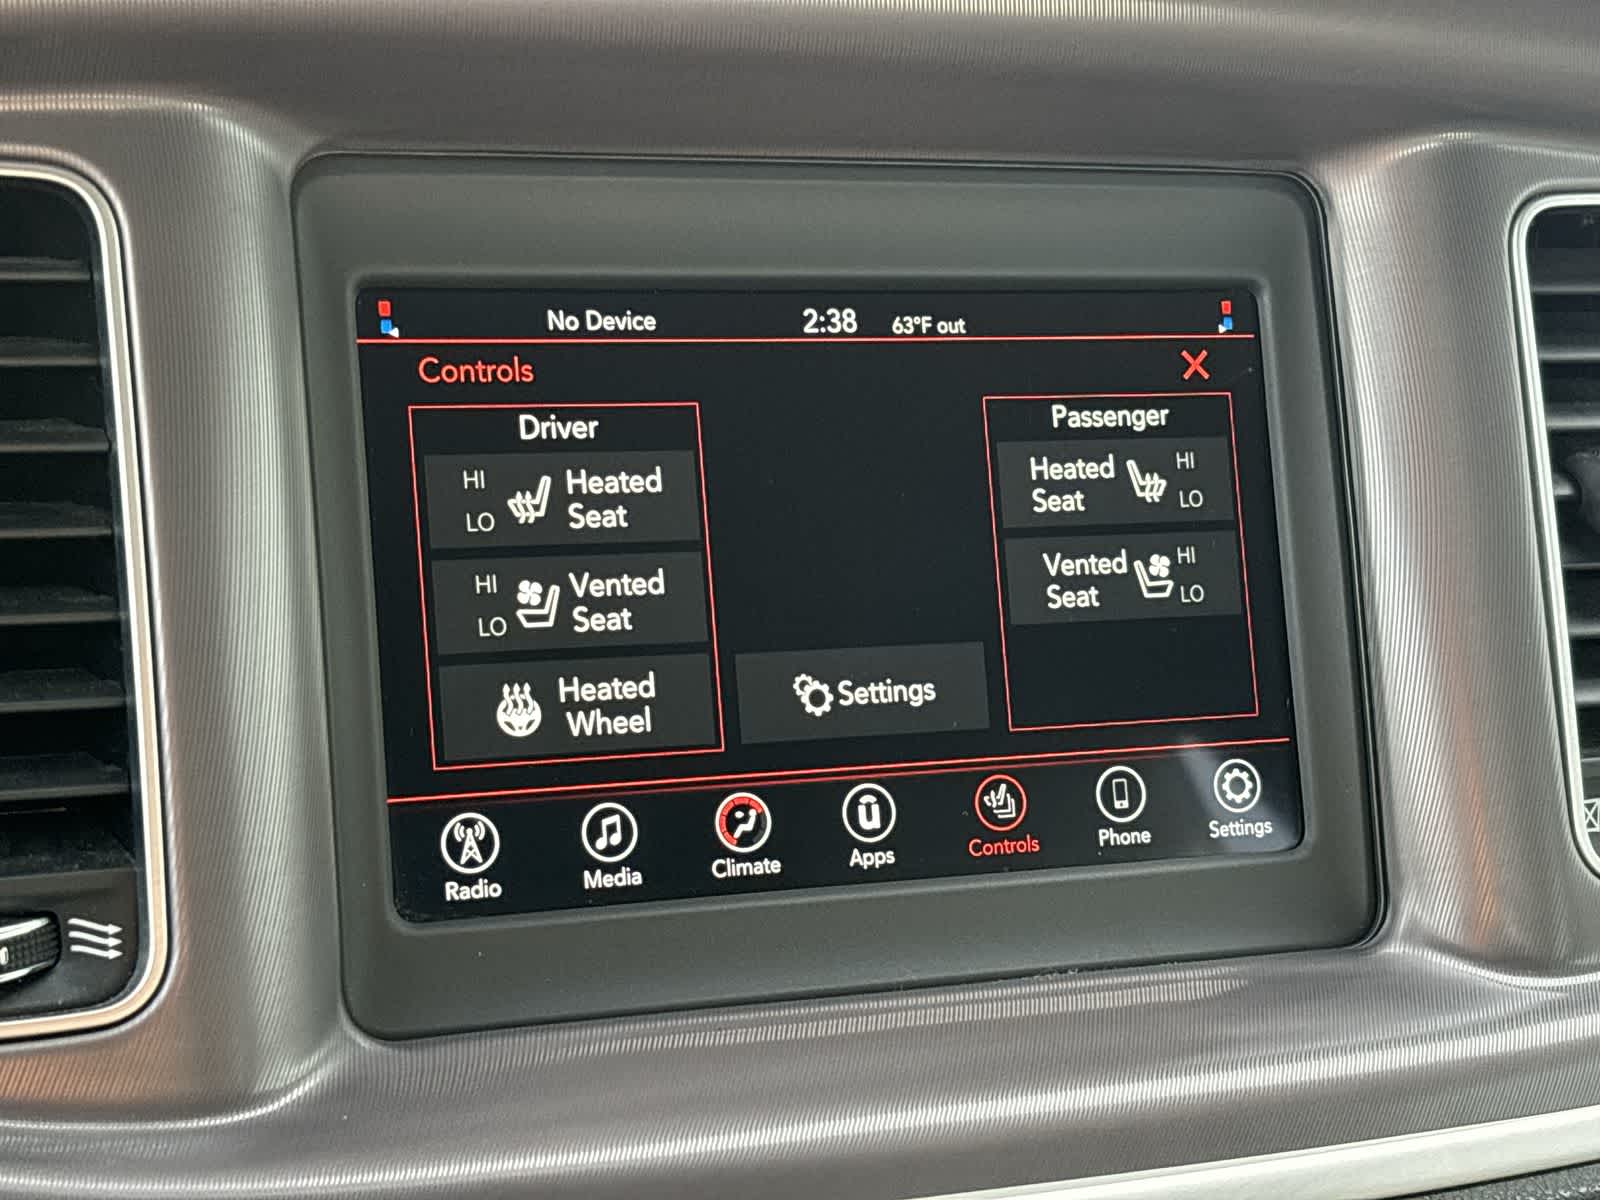 No Device 2:38 63°F out
Controls X
Driver
HI
LO
Heated
Seat
HI
LO
Vented
Seat
Heated
Wheel
Settings
Passenger
Heated
Seat
HI
LO
Vented
Seat
HI
LO
Radio
Media
Climate
Apps
Controls
Phone
Settings